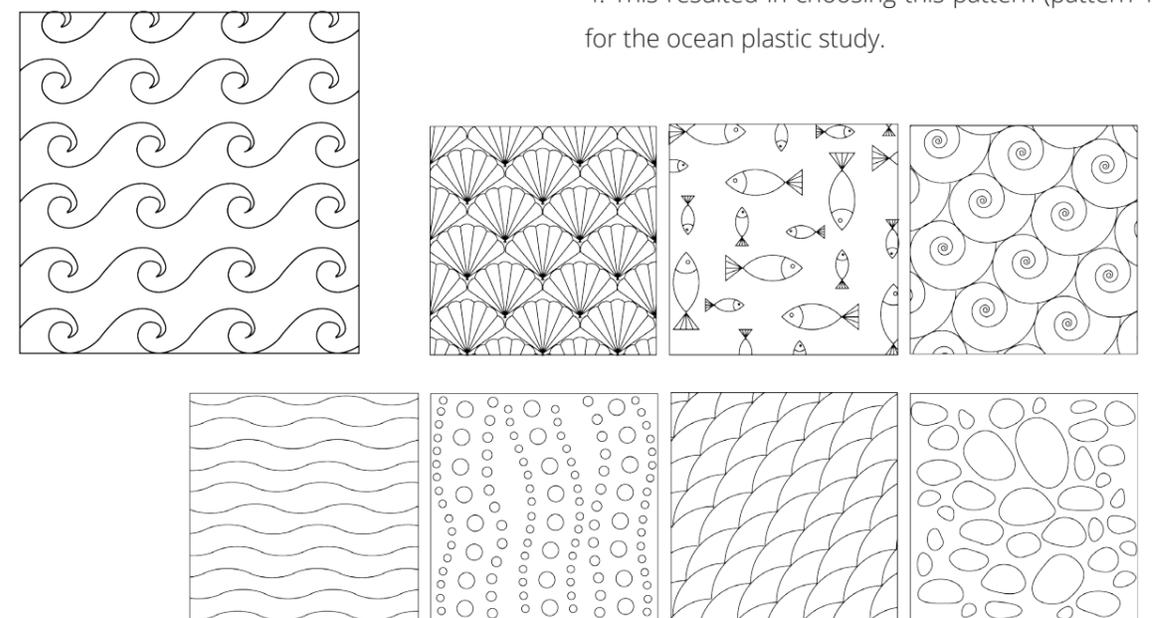 This resulted in choosing this pattern (pattern
for the ocean plastic study.